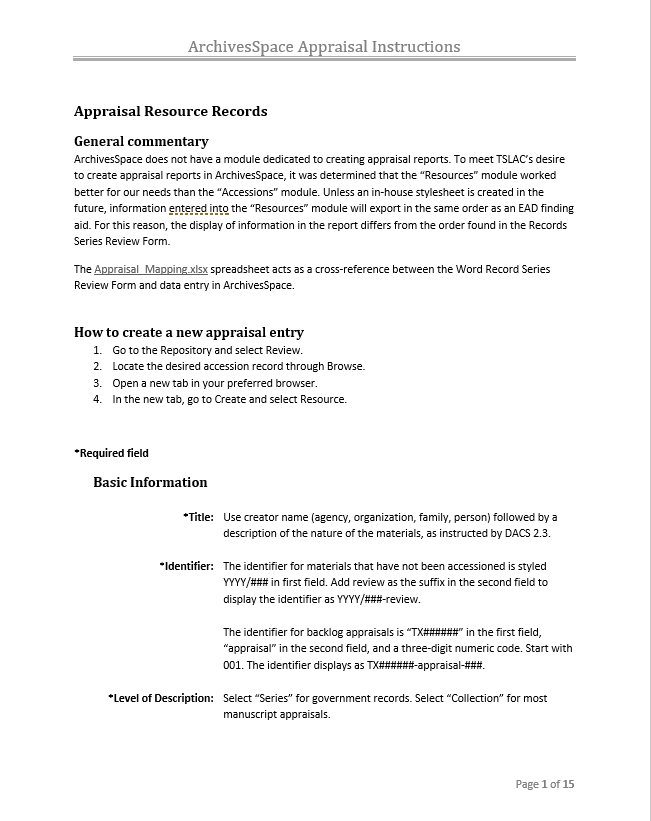 ArchivesSpace Appraisal Instructions
Appraisal Resource Records
General commentary
ArchivesSpace does not have a module dedicated to creating appraisal reports. To meet TSLAC's desire
to create appraisal reports in ArchivesSpace, it was determined that the “Resources” module worked
better for our needs than the “Accessions” module. Unless an in-house stylesheet is created in the
future, information entered into the “Resources” module will export in the same order as an EAD finding
aid. For this reason, the display of information in the report differs from the order found in the Records
Series Review Form.
The Appraisal_Mapping.xlsx spreadsheet acts as a cross-reference between the Word Record Series
Review Form and data entry in ArchivesSpace.
How to create a new appraisal entry
1. Go to the Repository and select Review.
2. Locate the desired accession record through Browse.
3. Open a new tab in your preferred browser.
4. In the new tab, go to Create and select Resource.
*Required field
Basic Information
*Title: Use creator name (agency, organization, family, person) followed by a
description of the nature of the materials, as instructed by DACS 2.3.
*Identifier: The identifier for materials that have not been accessioned is styled
YYYY/### in first field. Add review as the suffix in the second field to
display the identifier as YYYY/###-review.
The identifier for backlog appraisals is “TX######” in the first field,
“appraisal” in the second field, and a three-digit numeric code. Start with
001. The identifier displays as TX######-appraisal-###.
*Level of Description: Select “Series” for government records. Select “Collection” for most
manuscript appraisals.
Page 1 of 15